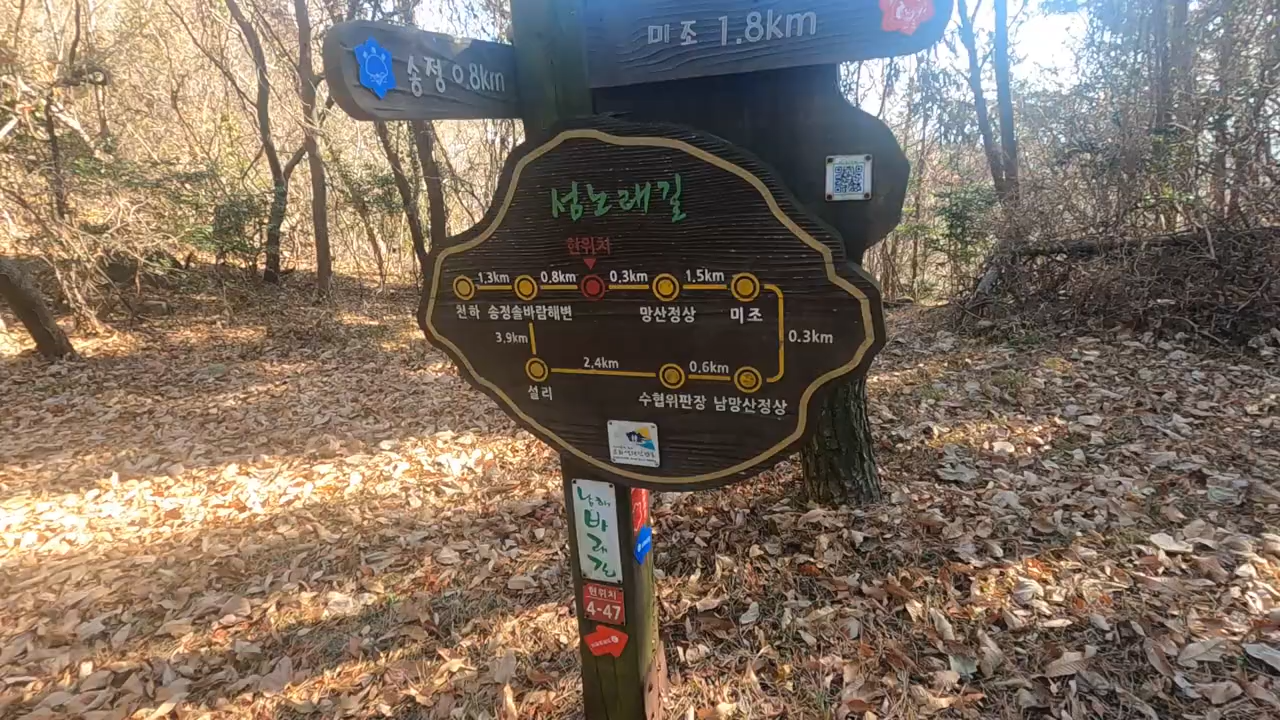 송정 0.8km
미조 1.8km
섬노래길
현위치
1.3km 0.8km 0.3km 1.5km
천하 송정솔바람해변 망산정상 미조
3.9km 0.3km
2.4km 0.6km
설리 수협위판장 남망산정상
남해
바래길
현위치
4-47